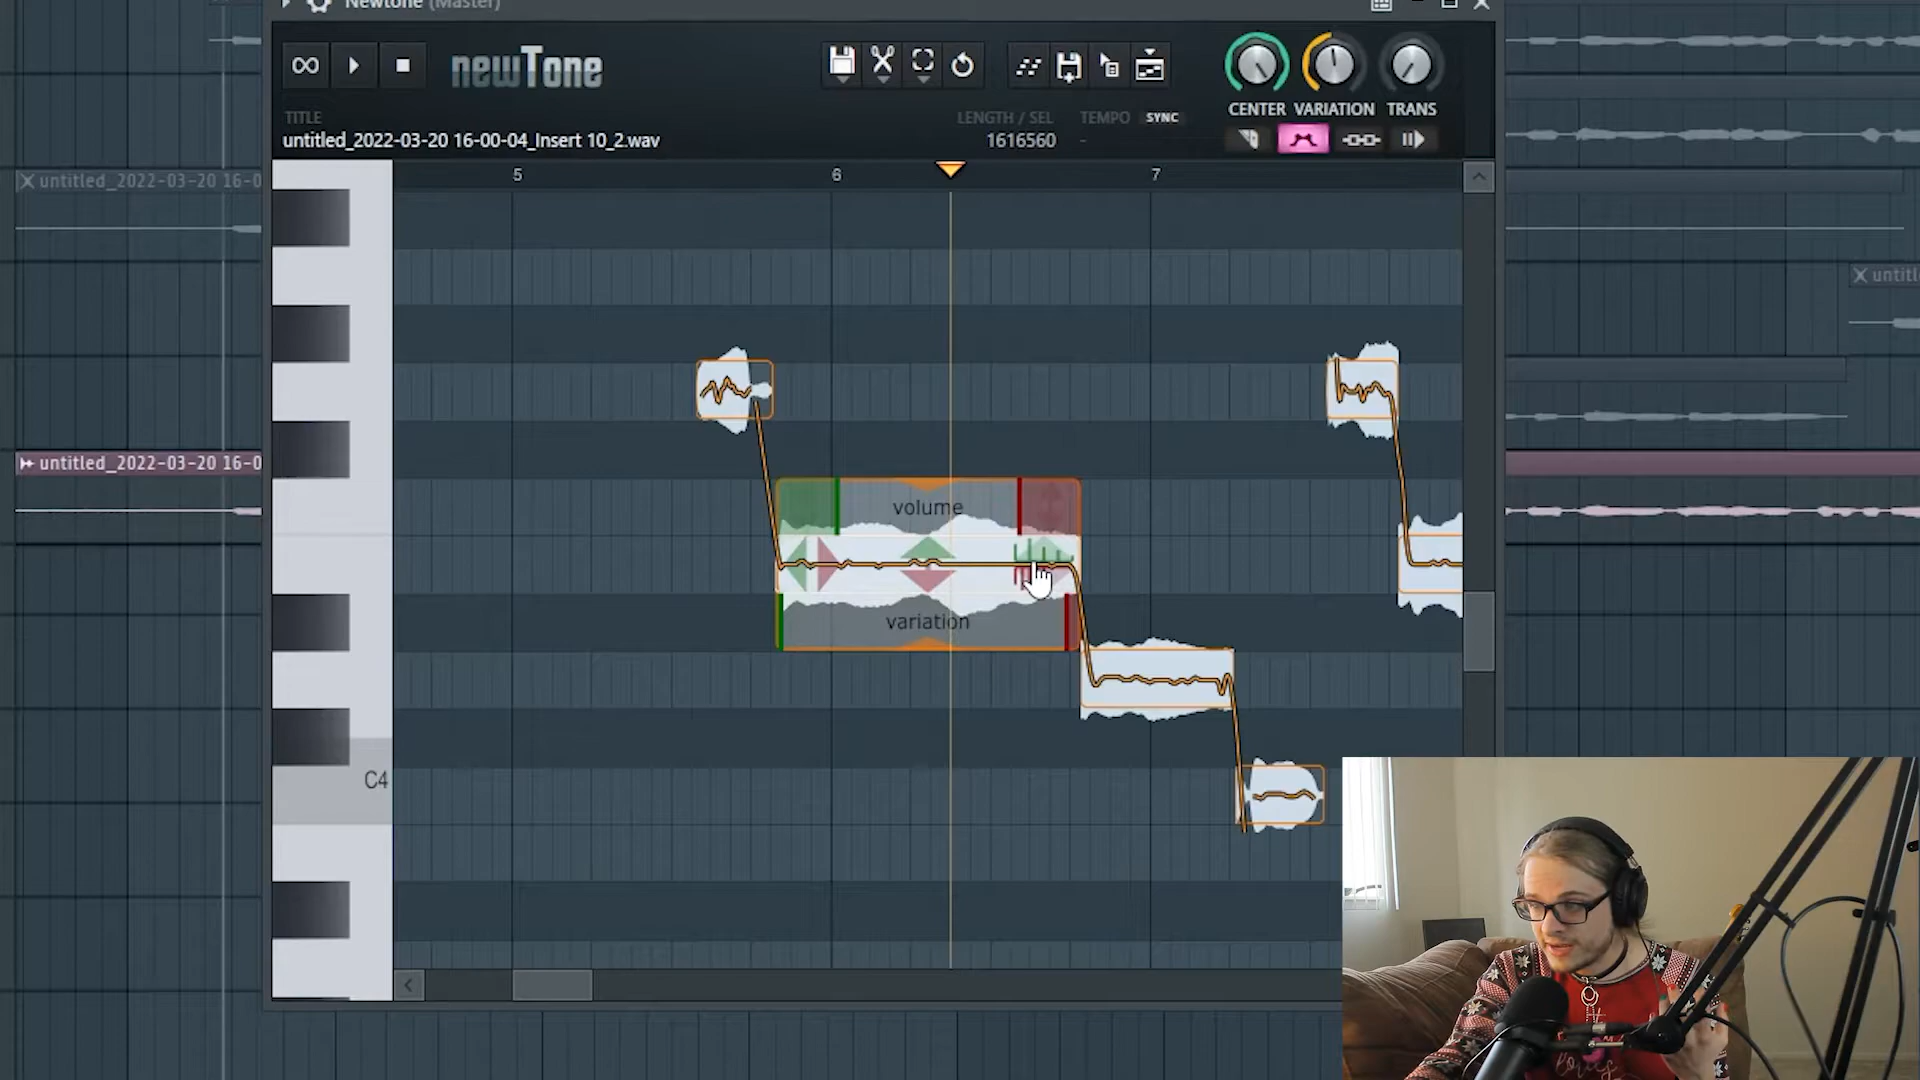 Newtone (Master)
newTone
CENTER VARIATION TRANS
TITLE
LENGTH / SEL TEMPO SYNC
untitled_2022-03-20 16-00-04_Insert 10_2.wav
1616560 -
5 6 7
untitled_2022-03-20 16-0
untitl
untitled_2022-03-20 16-0
volume
variation
C4